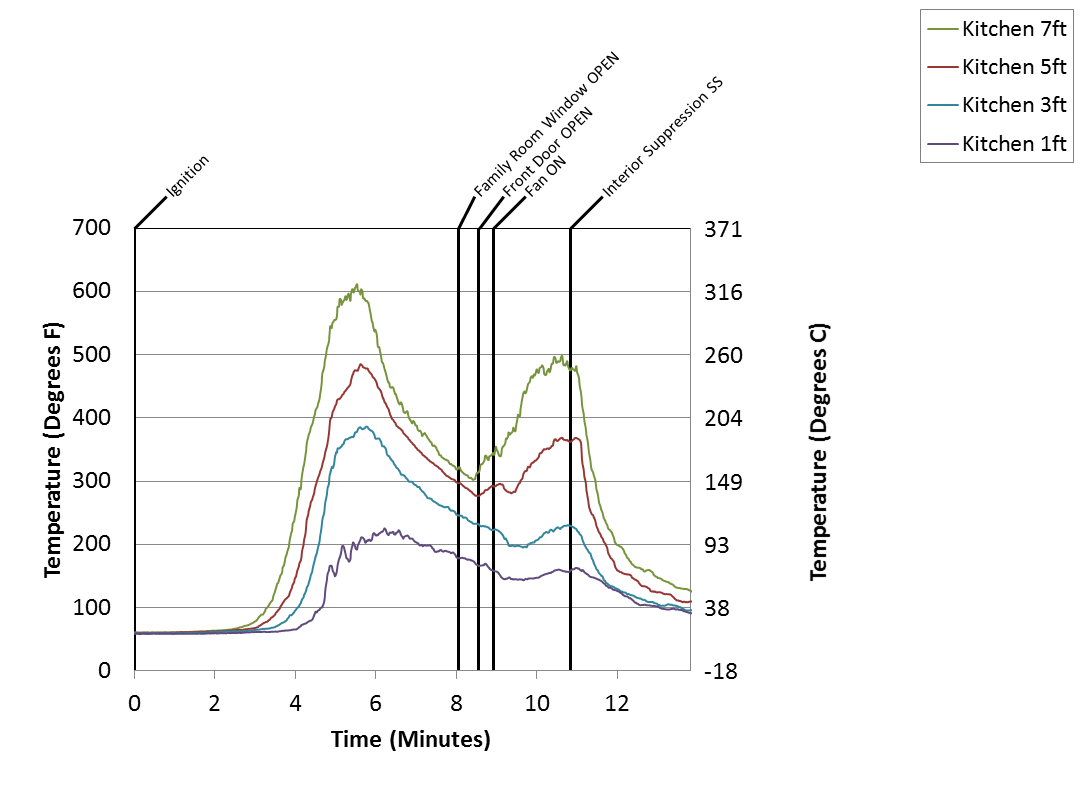 Kitchen 7ft
Kitchen 5ft
Kitchen 3ft
Kitchen 1ft
Ignition
Family Room Window OPEN
Front Door OPEN
Fan ON
Interior Suppression SS
700
600
500
400
300
200
100
0
371
316
260
204
149
93
38
-18
Temperature (Degrees F)
Temperature (Degrees C)
0
2
4
6
8
10
12
Time (Minutes)